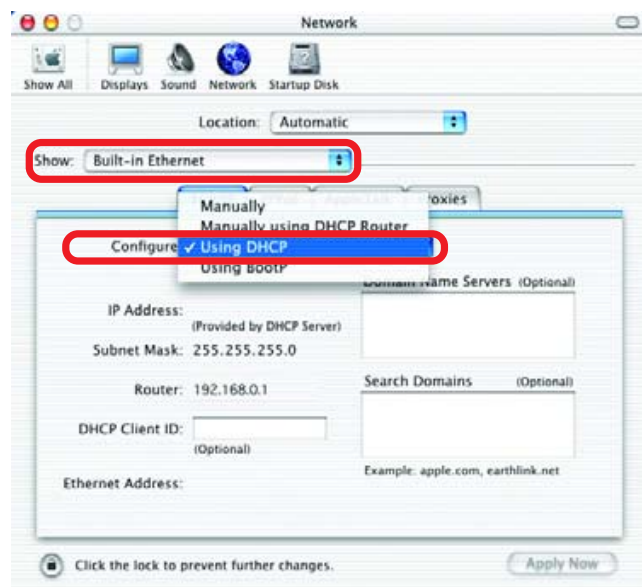 Network
Show All Displays Sound Network Startup Disk
Location: Automatic
Show: Built-in Ethernet
Proxies
Manually
Manually using DHCP Router
Configure ✓ Using DHCP
Using BootP
Domain Name Servers (Optional)
IP Address:
(Provided by DHCP Server)
Subnet Mask: 255.255.255.0
Router: 192.168.0.1
Search Domains (Optional)
DHCP Client ID:
(Optional)
Example: apple.com, earthlink.net
Ethernet Address:
Click the lock to prevent further changes.
Apply Now